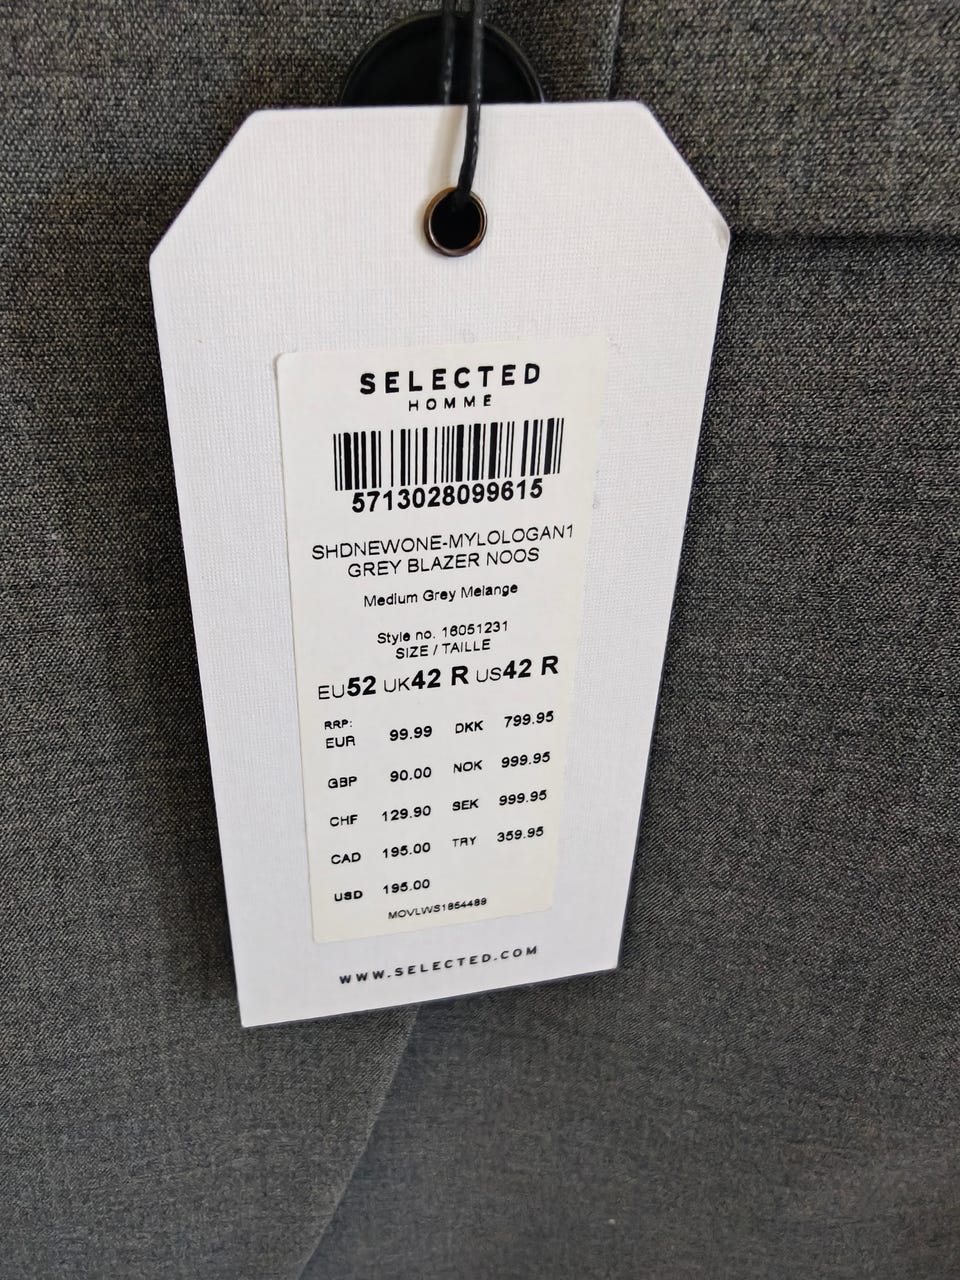 SELECTED
HOMME
5713028099615
SHDNEWONE-MYLOLOGAN1
GREY BLAZER NOOS
Medium Grey Melange
Style no. 16051231
SIZE / TAILLE
EU52 UK42 R US42 R
RRP:
EUR 99.99 DKK 799.95
GBP 90.00 NOK 999.95
CHF 129.90 SEK 999.95
CAD 195.00 TRY 359.95
USD 195.00
MOVLWS1854489
WWW.SELECTED.COM